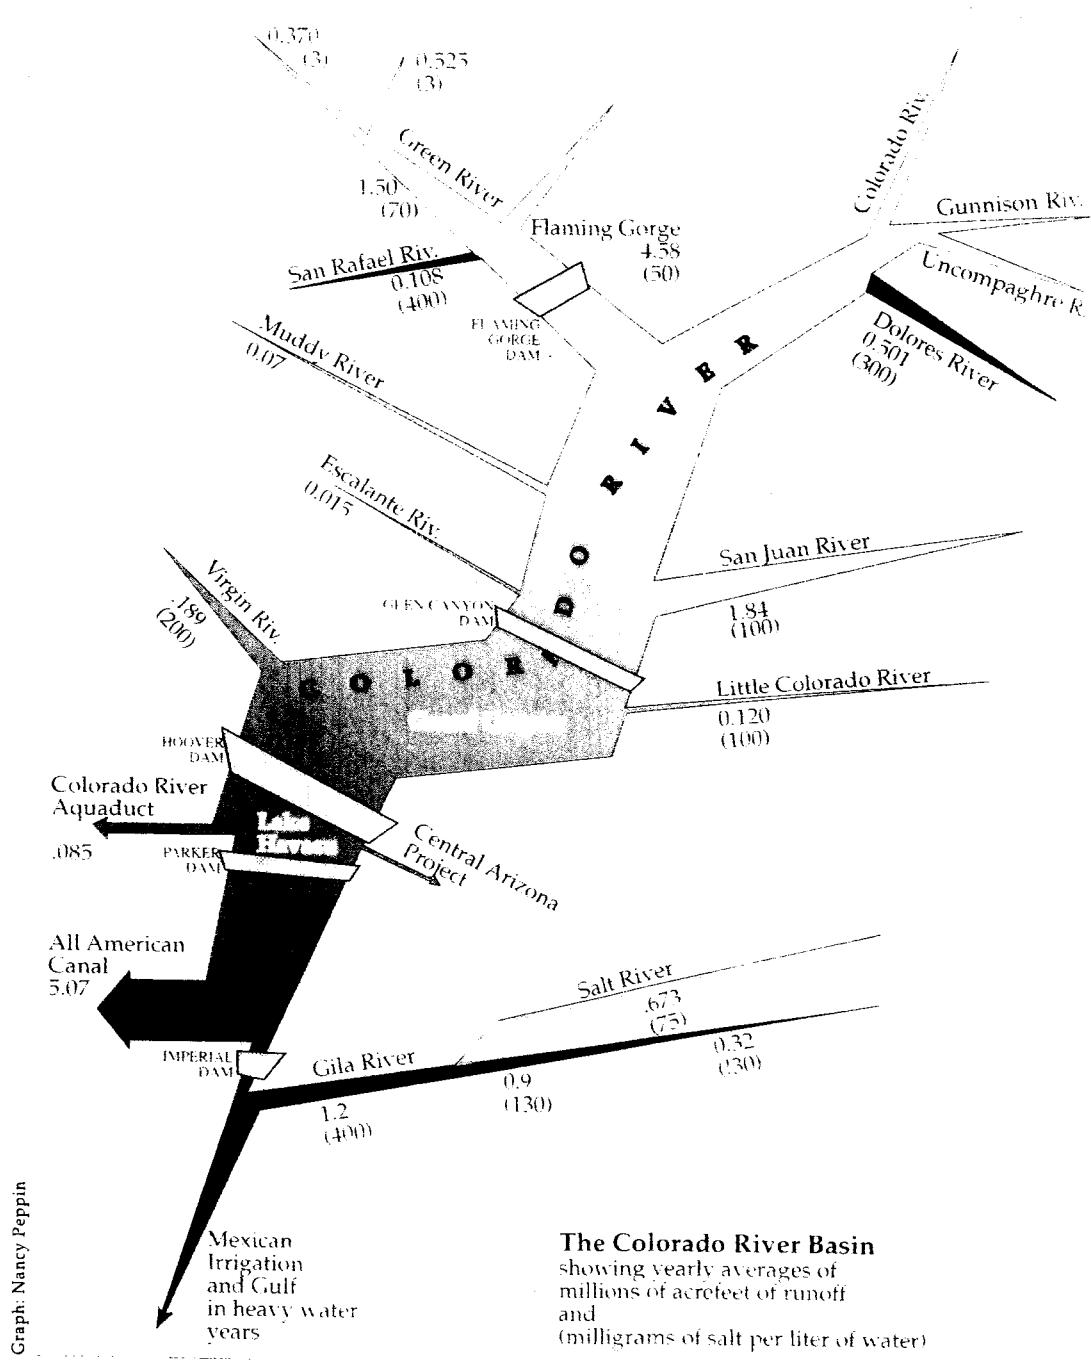 0.370
(3)
0.525
(3)
Green River
1.50
(70)
Colorado Riv.
Gunnison Riv.
Flaming Gorge
4.58
(50)
San Rafael Riv.
0.108
(400)
Uncompaghre R.
FLAMING
GORGE
DAM
Dolores River
0.501
(300)
Muddy River
0.07
COLORADO RIVER
Escalante Riv.
0.015
San Juan River
1.84
(100)
Virgin Riv.
.189
(200)
GLEN CANYON
DAM
Little Colorado River
0.120
(100)
HOOVER
DAM
Colorado River
Aquaduct
.085
Lake
PARKER
DAM
Central Arizona
Project
All American
Canal
5.07
Salt River
.673
(75)
IMPERIAL
DAM
Gila River
1.2
(400)
0.9
(130)
0.32
Mexican
Irrigation
and Gulf
in heavy water
years
The Colorado River Basin
showing yearly averages of
millions of acrefeet of runoff
and
(milligrams of salt per liter of water)
Graph: Nancy Peppin